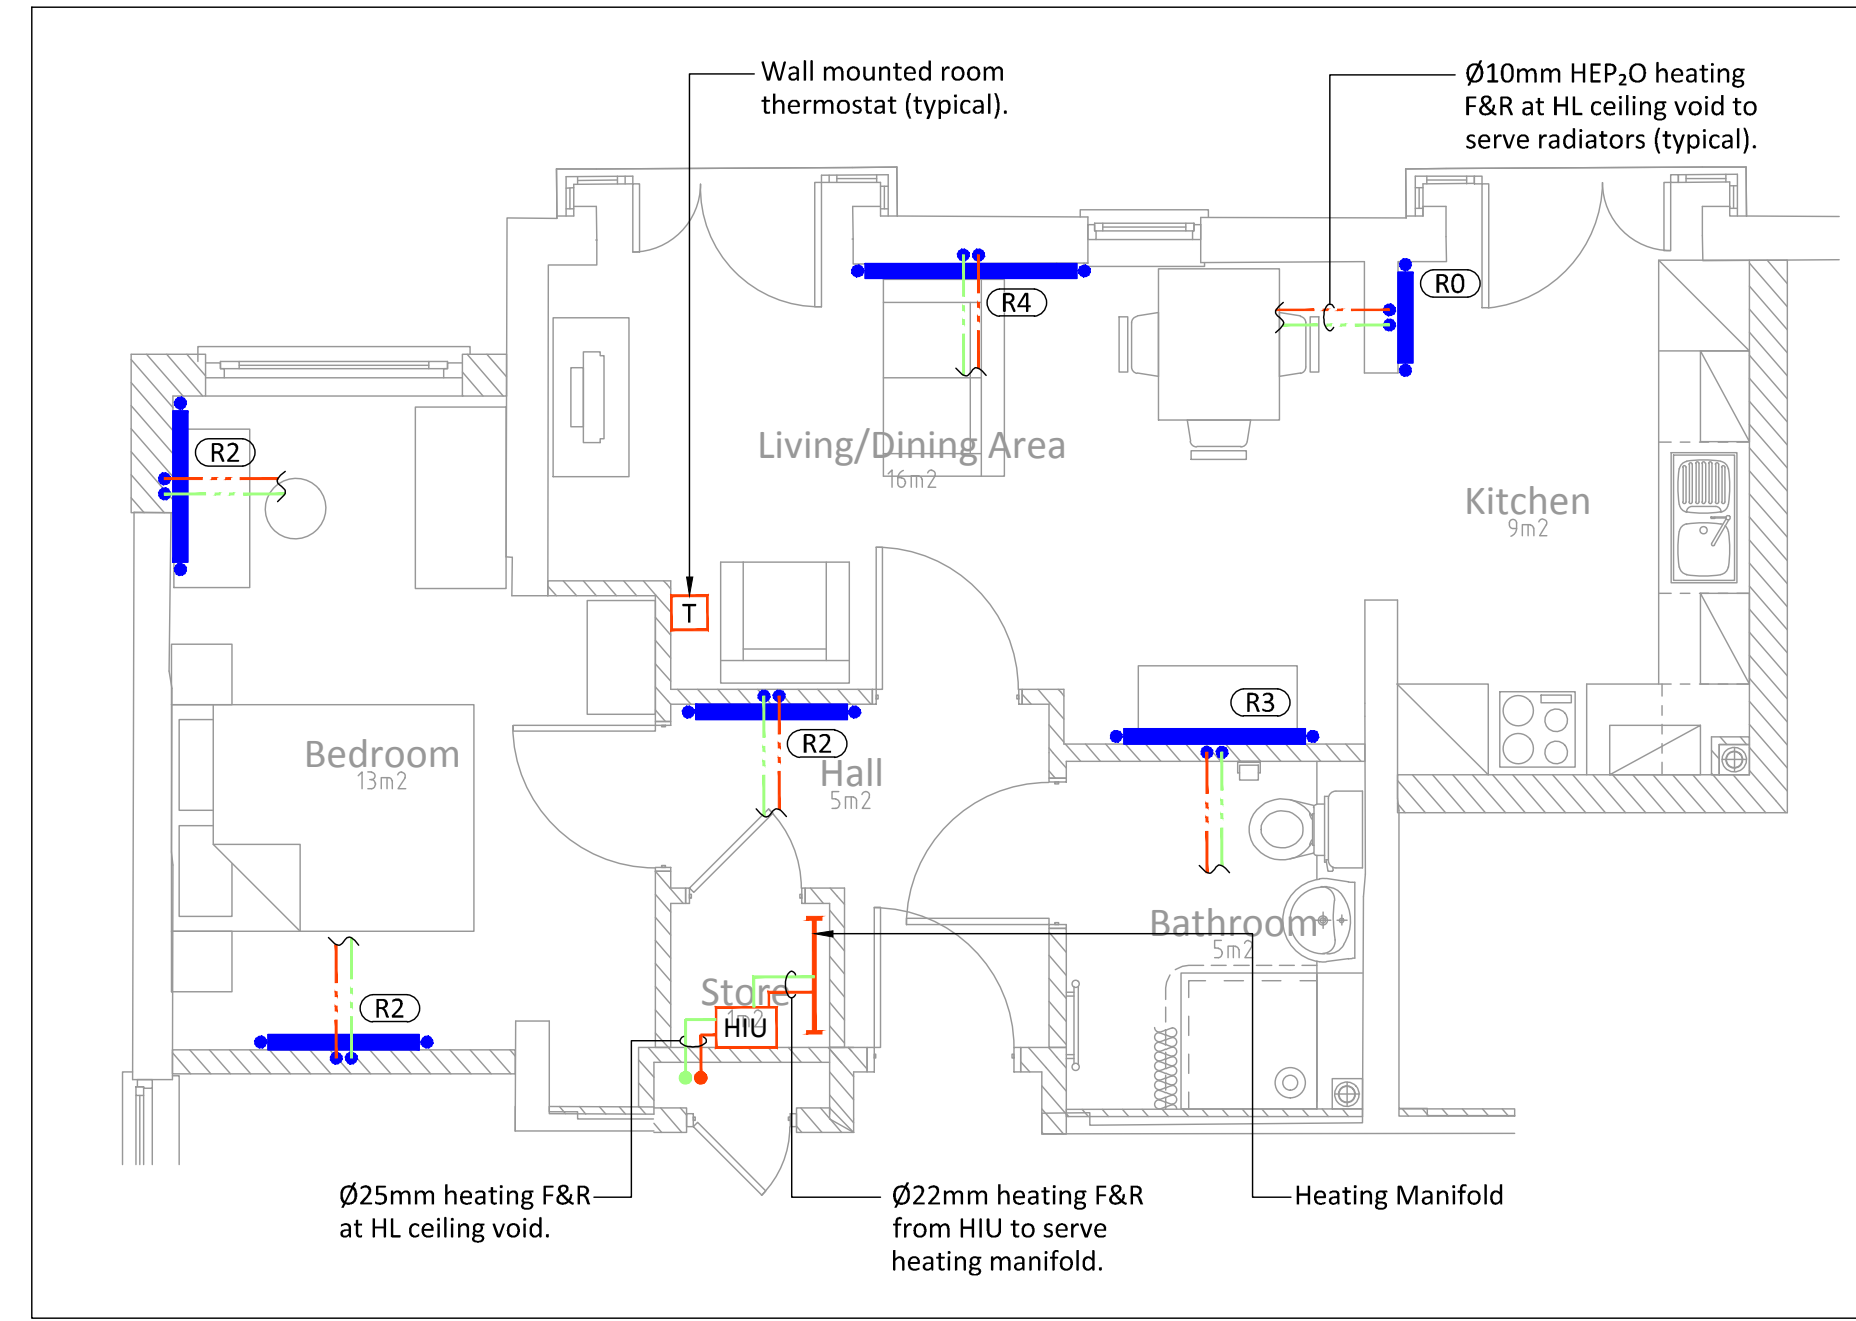 Wall mounted room
thermostat (typical).
Ø10mm HEP₂O heating
F&R at HL ceiling void to
serve radiators (typical).
R4
R0
R2
Living/Dining Area
16m2
Kitchen
9m2
T
R3
R2
Bedroom
13m2
Hall
5m2
Bathroom
5m2
Store
1m2
HIU
R2
Ø25mm heating F&R
at HL ceiling void.
Ø22mm heating F&R
from HIU to serve
heating manifold.
Heating Manifold